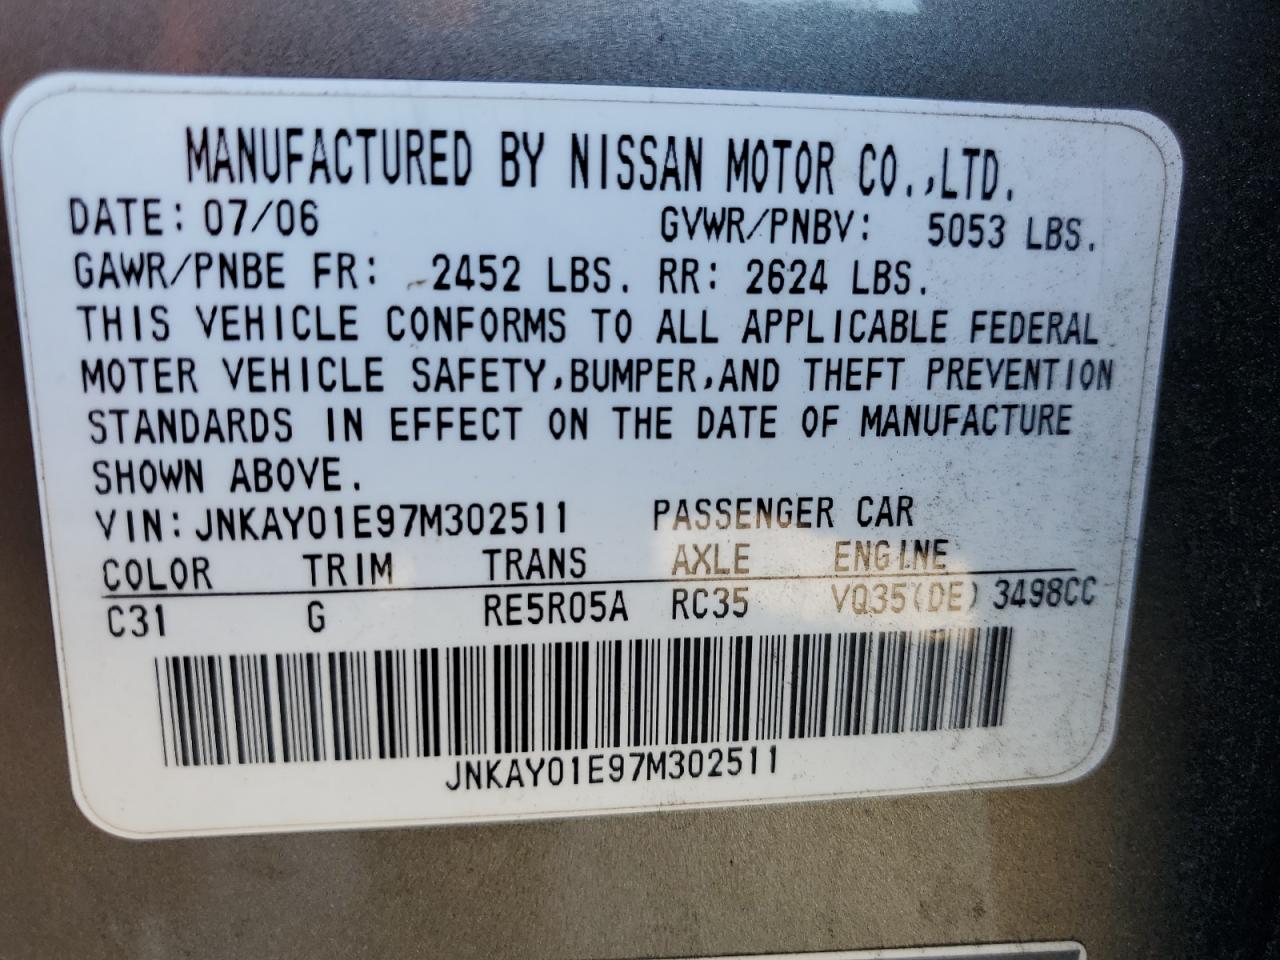 MANUFACTURED BY NISSAN MOTOR CO.,LTD.
DATE: 07/06 GVWR/PNBV: 5053 LBS.
GAWR/PNBE FR: 2452 LBS. RR: 2624 LBS.
THIS VEHICLE CONFORMS TO ALL APPLICABLE FEDERAL
MOTER VEHICLE SAFETY,BUMPER,AND THEFT PREVENTION
STANDARDS IN EFFECT ON THE DATE OF MANUFACTURE
SHOWN ABOVE.
VIN: JNKAY01E97M302511 PASSENGER CAR
COLOR TRIM TRANS AXLE ENGINE
C31 G RE5R05A RC35 VQ35(DE) 3498CC
JNKAY01E97M302511